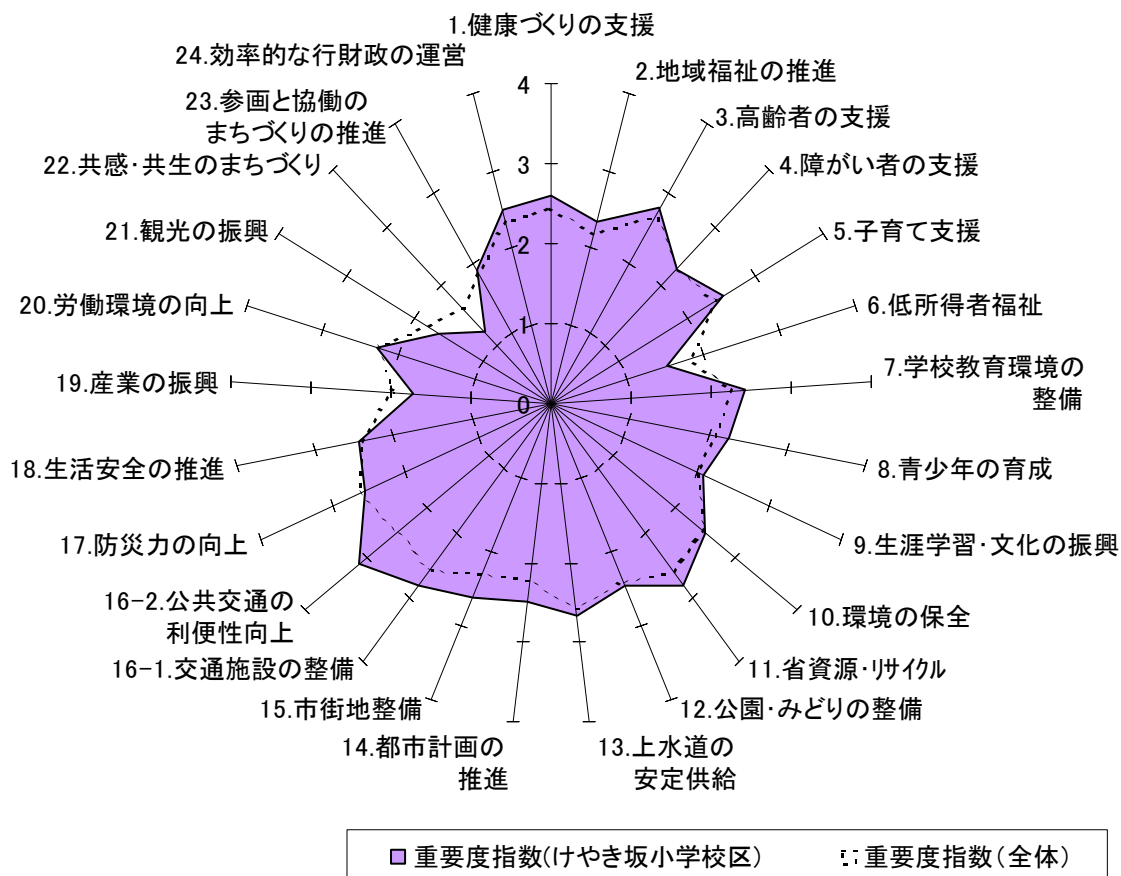 1.健康づくりの支援
2.地域福祉の推進
3.高齢者の支援
4.障がい者の支援
5.子育て支援
6.低所得者福祉
7.学校教育環境の
整備
8.青少年の育成
9.生涯学習･文化の振興
10.環境の保全
11.省資源･リサイクル
12.公園･みどりの整備
13.上水道の
安定供給
14.都市計画の
推進
15.市街地整備
16-1.交通施設の整備
16-2.公共交通の
利便性向上
17.防災力の向上
18.生活安全の推進
19.産業の振興
20.労働環境の向上
21.観光の振興
22.共感･共生のまちづくり
23.参画と協働の
まちづくりの推進
24.効率的な行財政の運営
4
3
2
1
0
重要度指数(けやき坂小学校区)
重要度指数(全体)